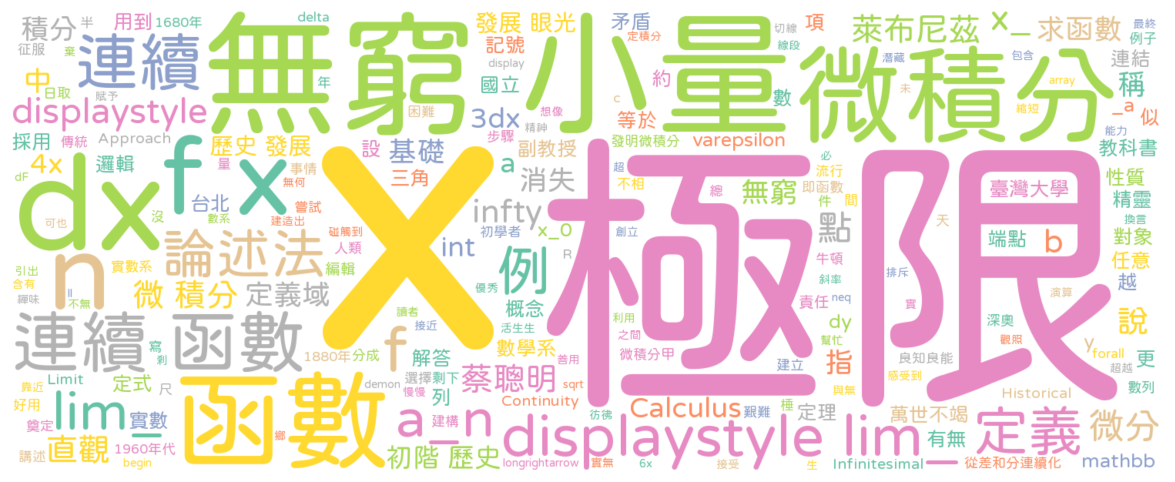 積分 半 用到 1680年 delta 發展 眼光 矛盾 項 萊布尼茲 x_ 求函數 最終
征服 連續 無窮小量 記號 定積分 切線 例子
棄 中 日取 年 display 國立 約 數 線段 微積分 潛藏 連結 包含 array
displaystyle 賦予 困難 3dx 想像 等於 c 稱 未 縮短 _a 似
採用 傳統 Approach 歷史 發展 步驟 精神 varepsilon 發明微積分 能力 教科書
4x 邏輯 量 事情 設 基礎 a 副教授 超 不相 必 流行 性質
dF dx f x 無何 三角 消失 無窮 總 即函數 件 間 臺灣大學 精靈
可也 沒 台北 數系 嘗試 infty x_0 點 創立 天 換言
建造出 碰觸到 int 初學者 R 牛頓 端點 b 對象
n 論述法 人類 X 例 極限 斜率 排斥 任意
引出 實數系 編輯 優秀 責任 neq 實 演算 越
含有 ll 不無 微 積分 定義域 讀者 概念 利用 dy 深奧 說
禪味 接近 活生生 之間 幫忙 觀照
連續 函數 寫 剩 f 1880年 分成 解答 數學系 善用 微積分甲 建立 指 良知良能 y forall 更
靠近 Limit 尺 demon 選擇 剩下 蔡聰明 sqrt 與無 感受到 超越
好用 定式 慢慢 列 Continuity 彷彿 艱難 Historical 數列
奠定 lim_ 實數 函數 a_n 建構 Calculus 極 定理 萬世不竭 微分
直觀 鄉 displaystyle lim_ 有無 定義
講述 1960年代 begin 初階 歷史 longrightarrow 實無 6x 接受 生 Infinitesimal 從差和分連續化 mathbb